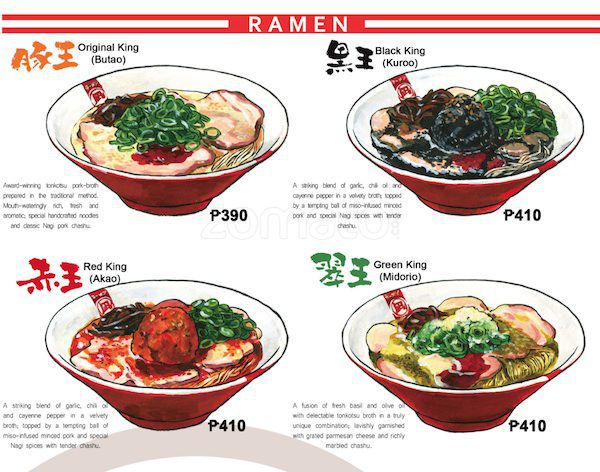 RAMEN
豚王
Original King
(Butao)
Award-winning tonkotsu pork-broth
prepared in the traditional method.
Mouth-wateringly rich, fresh and
aromatic; special handcrafted noodles
and classic Nagi pork chashu.
₱390
黒王
Black King
(Kuroo)
A striking blend of garlic, chili oil and
cayenne pepper in a velvety broth; topped
by a tempting ball of miso-infused minced
pork and special Nagi spices with tender
chashu.
₱410
zomato
赤王
Red King
(Akao)
A striking blend of garlic, chili oil
and cayenne pepper in a velvety
broth; topped by a tempting ball of
miso-infused minced pork and special
Nagi spices with tender chashu.
₱410
翠王
Green King
(Midorio)
A fusion of fresh basil and olive oil
with delectable tonkotsu broth in a truly
unique combination; lavishly garnished
with grated parmesan cheese and richly
marbled chashu.
₱410